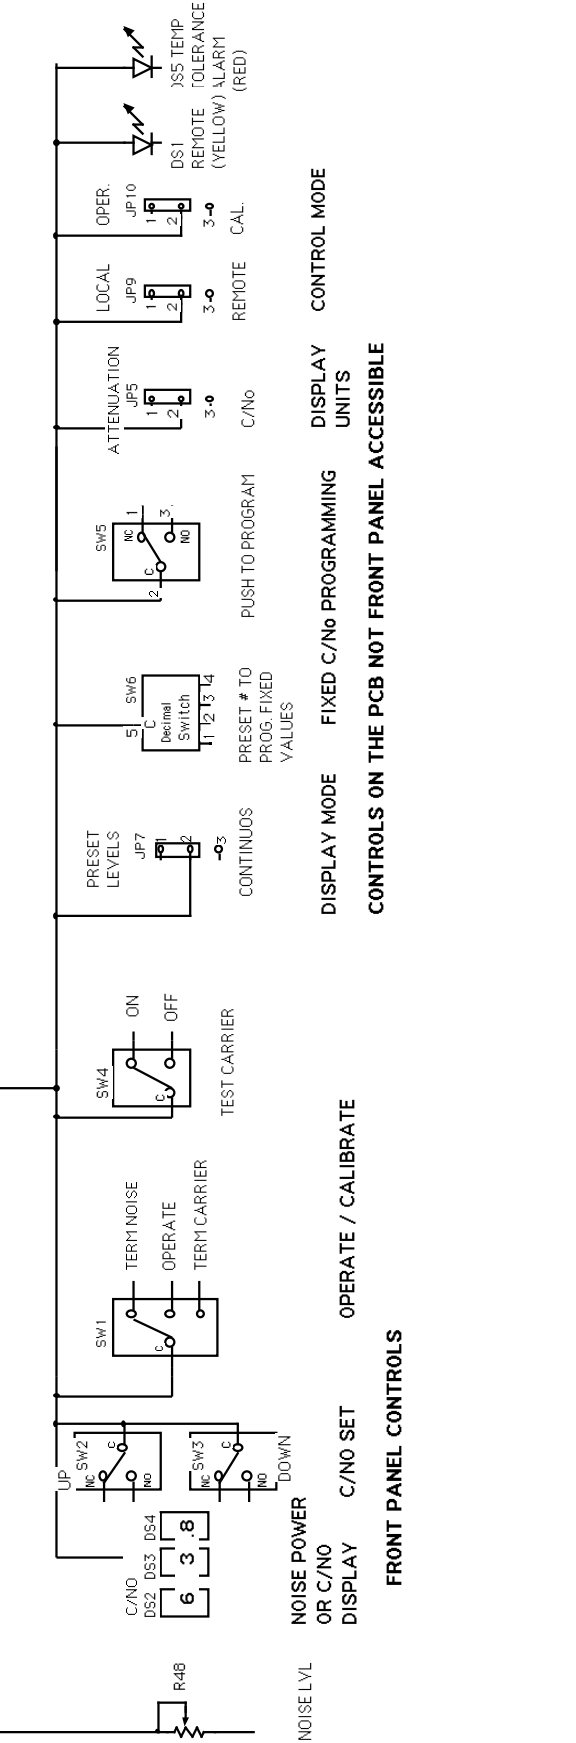 R48
NOISE LVL
C/NO
DS2 DS3 DS4
6 3 .8
NOISE POWER
OR C/NO
DISPLAY
UP
SW2
C
NC
NO
SW3
C
NC
NO
DOWN
C/NO SET
SW1
C
TERM NOISE
OPERATE
TERM CARRIER
OPERATE / CALIBRATE
FRONT PANEL CONTROLS
SW4
C
ON
OFF
TEST CARRIER
PRESET
LEVELS
JP7
1
2
3
CONTINUOS
DISPLAY MODE
SW6
5 C
Decimal
Switch
1 2 3 4
PRESET # TO
PROG. FIXED
VALUES
SW5
NC
1
C
2
NO
3
PUSH TO PROGRAM
FIXED C/No PROGRAMMING
ATTENUATION
JP5
1
2
3
C/No
DISPLAY
UNITS
LOCAL
JP9
1
2
3
REMOTE
OPER.
JP10
1
2
3
CAL.
CONTROL MODE
DS1
REMOTE
(YELLOW)
DS5 TEMP
TOLERANCE
ALARM
(RED)
CONTROLS ON THE PCB NOT FRONT PANEL ACCESSIBLE